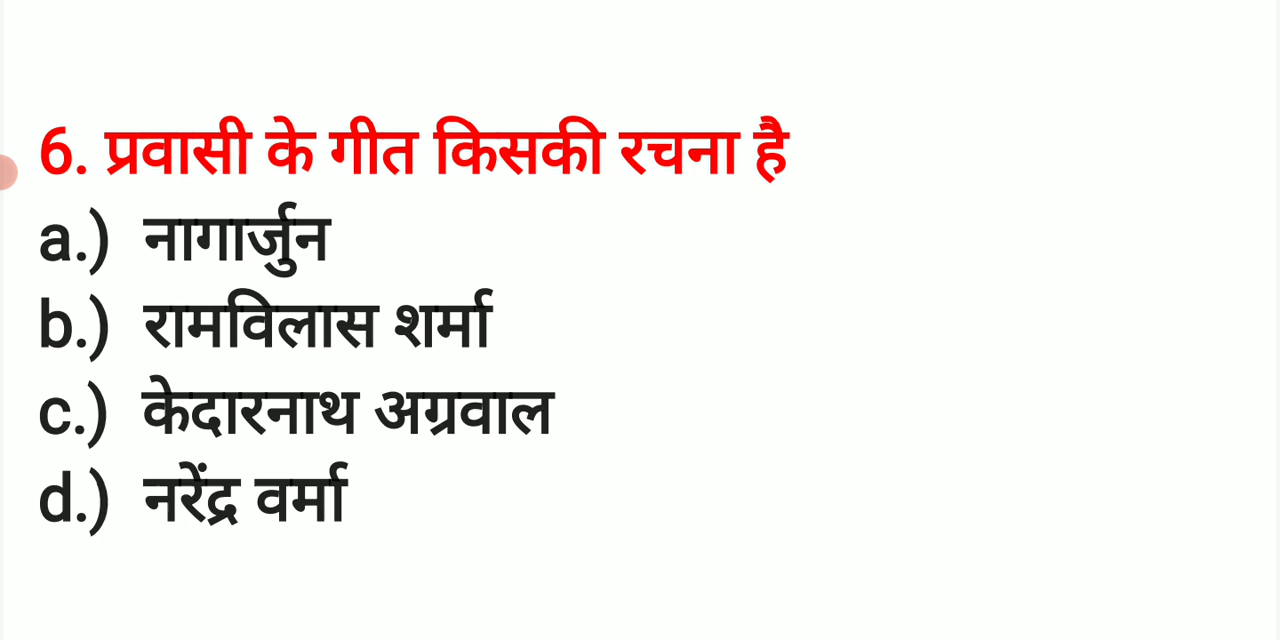 6. प्रवासी के गीत किसकी रचना है
a.) नागार्जुन
b.) रामविलास शर्मा
c.) केदारनाथ अग्रवाल
d.) नरेंद्र वर्मा